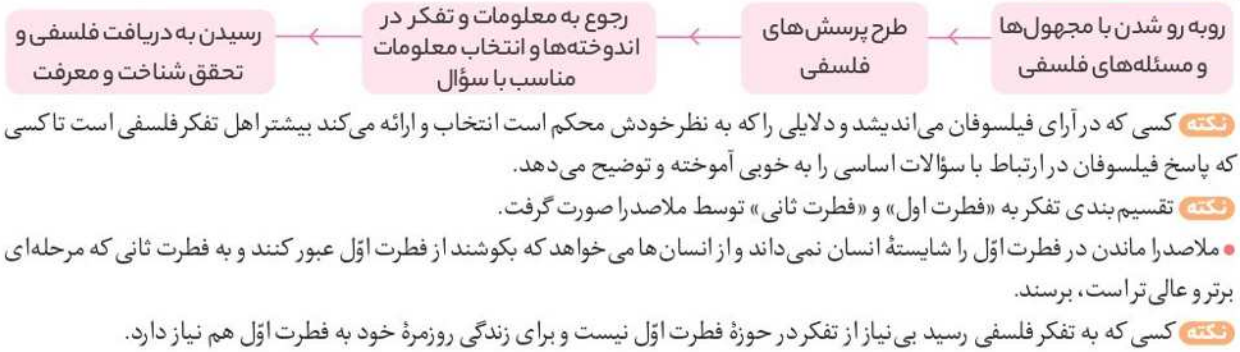 روبه رو شدن با مجهول‌ها
و مسئله‌های فلسفی
طرح پرسش‌های
فلسفی
رجوع به معلومات و تفکر در
اندوخته‌ها و انتخاب معلومات
مناسب با سؤال
رسیدن به دریافت فلسفی و
تحقق شناخت و معرفت
نکته کسی که در آرای فیلسوفان می‌اندیشد و دلایلی را که به نظر خودش محکم است انتخاب و ارائه می‌کند بیشتر اهل تفکر فلسفی است تا کسی
که پاسخ فیلسوفان در ارتباط با سؤالات اساسی را به خوبی آموخته و توضیح می‌دهد.
نکته تقسیم‌بندی تفکر به «فطرت اول» و «فطرت ثانی» توسط ملاصدرا صورت گرفت.
• ملاصدرا ماندن در فطرت اوّل را شایستهٔ انسان نمی‌داند و از انسان‌ها می‌خواهد که بکوشند از فطرت اوّل عبور کنند و به فطرت ثانی که مرحله‌ای
برتر و عالی‌تر است، برسند.
نکته کسی که به تفکر فلسفی رسید بی‌نیاز از تفکر در حوزهٔ فطرت اوّل نیست و برای زندگی روزمرهٔ خود به فطرت اوّل هم نیاز دارد.